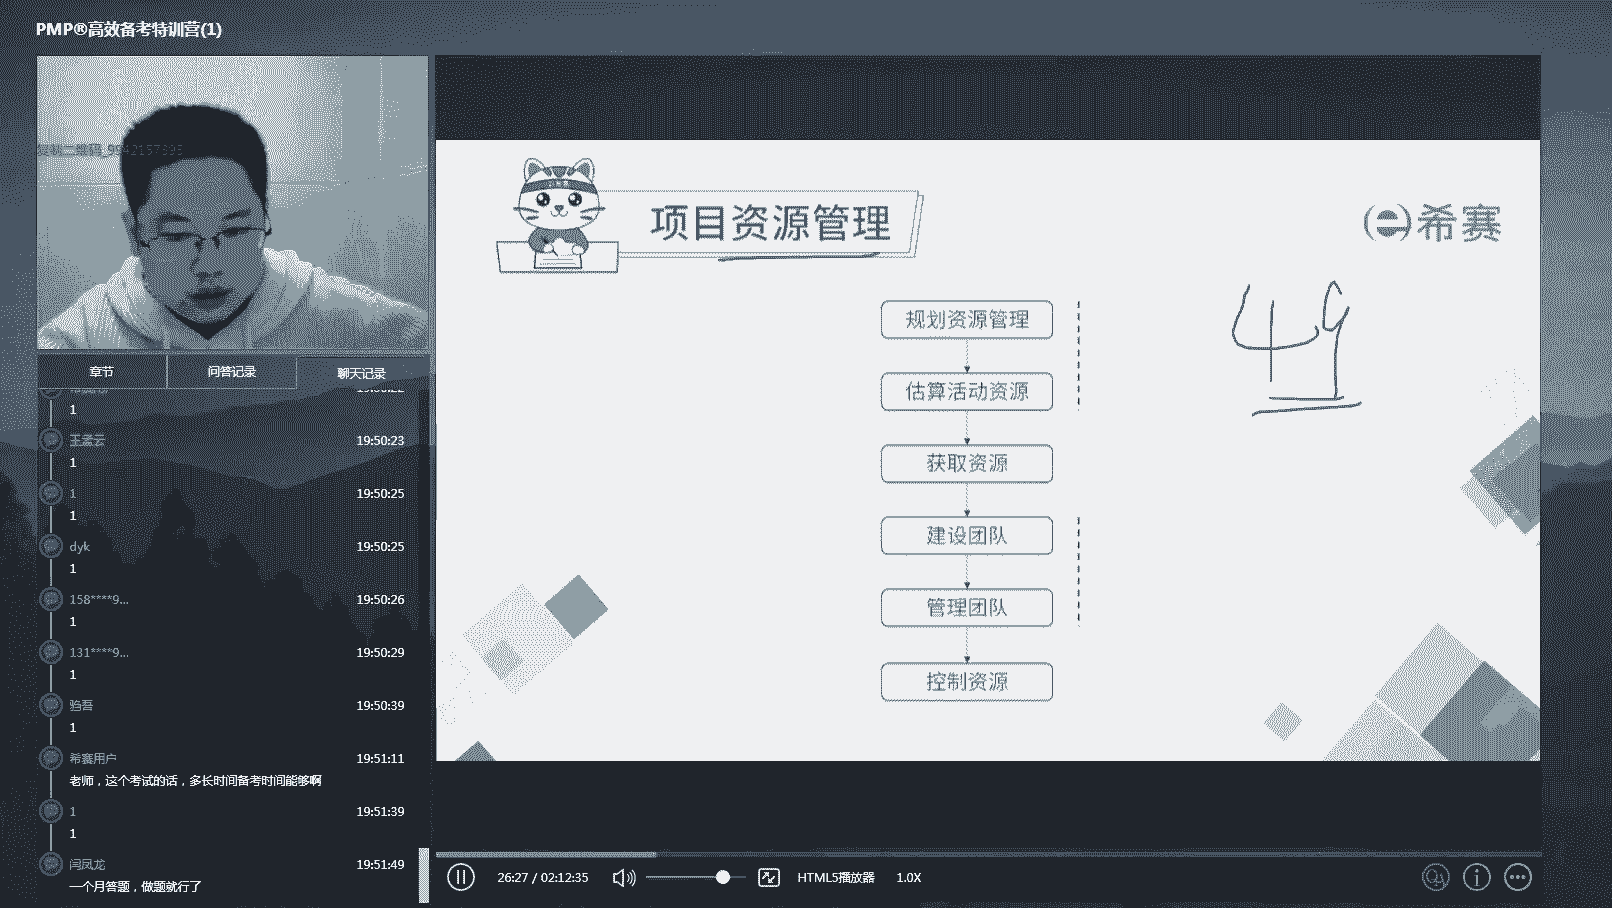 PMP®高效备考特训营(1)
章节
问答记录
聊天记录
1
王孟云
19:50:23
1
1
19:50:25
1
dyk
19:50:25
1
158****9...
19:50:26
1
131****9...
19:50:29
1
19:50:39
1
希赛用户
19:51:11
老师，这个考试的话，多长时间备考时间能够啊
1
19:51:39
1
闫凤龙
19:51:49
一个月答题，做题就行了
项目资源管理
希赛
规划资源管理
估算活动资源
获取资源
建设团队
管理团队
控制资源
49
26:27 / 02:12:35
HTML5播放器
1.0X